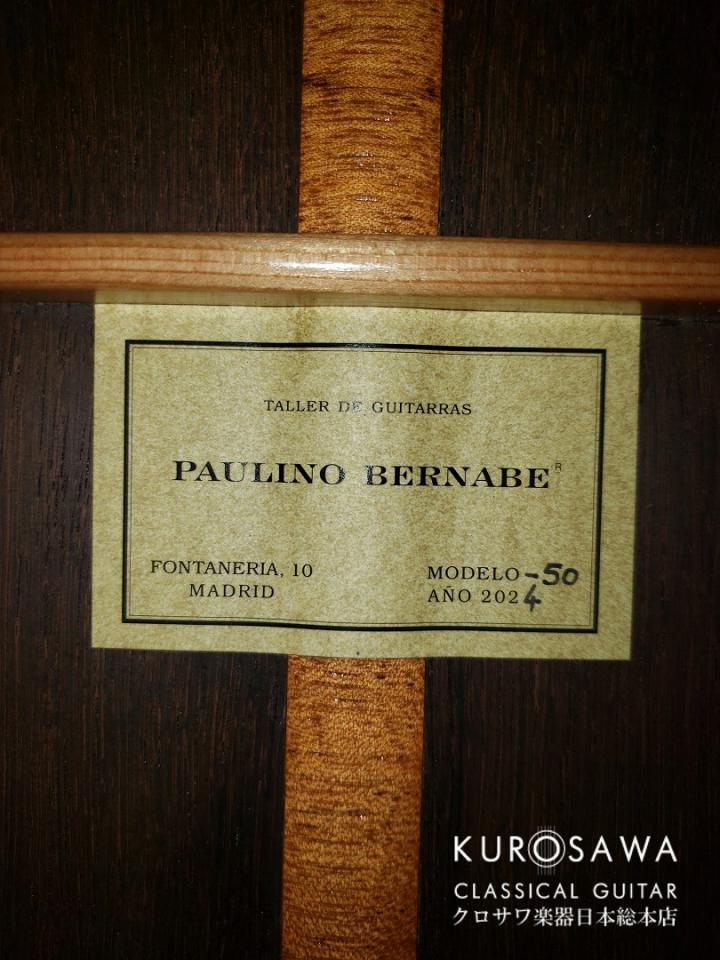 TALLER DE GUITARRAS
PAULINO BERNABE R
FONTANERIA, 10
MADRID
MODELO -50
AÑO 2024
KUROSAWA
CLASSICAL GUITAR
クロサワ楽器日本総本店